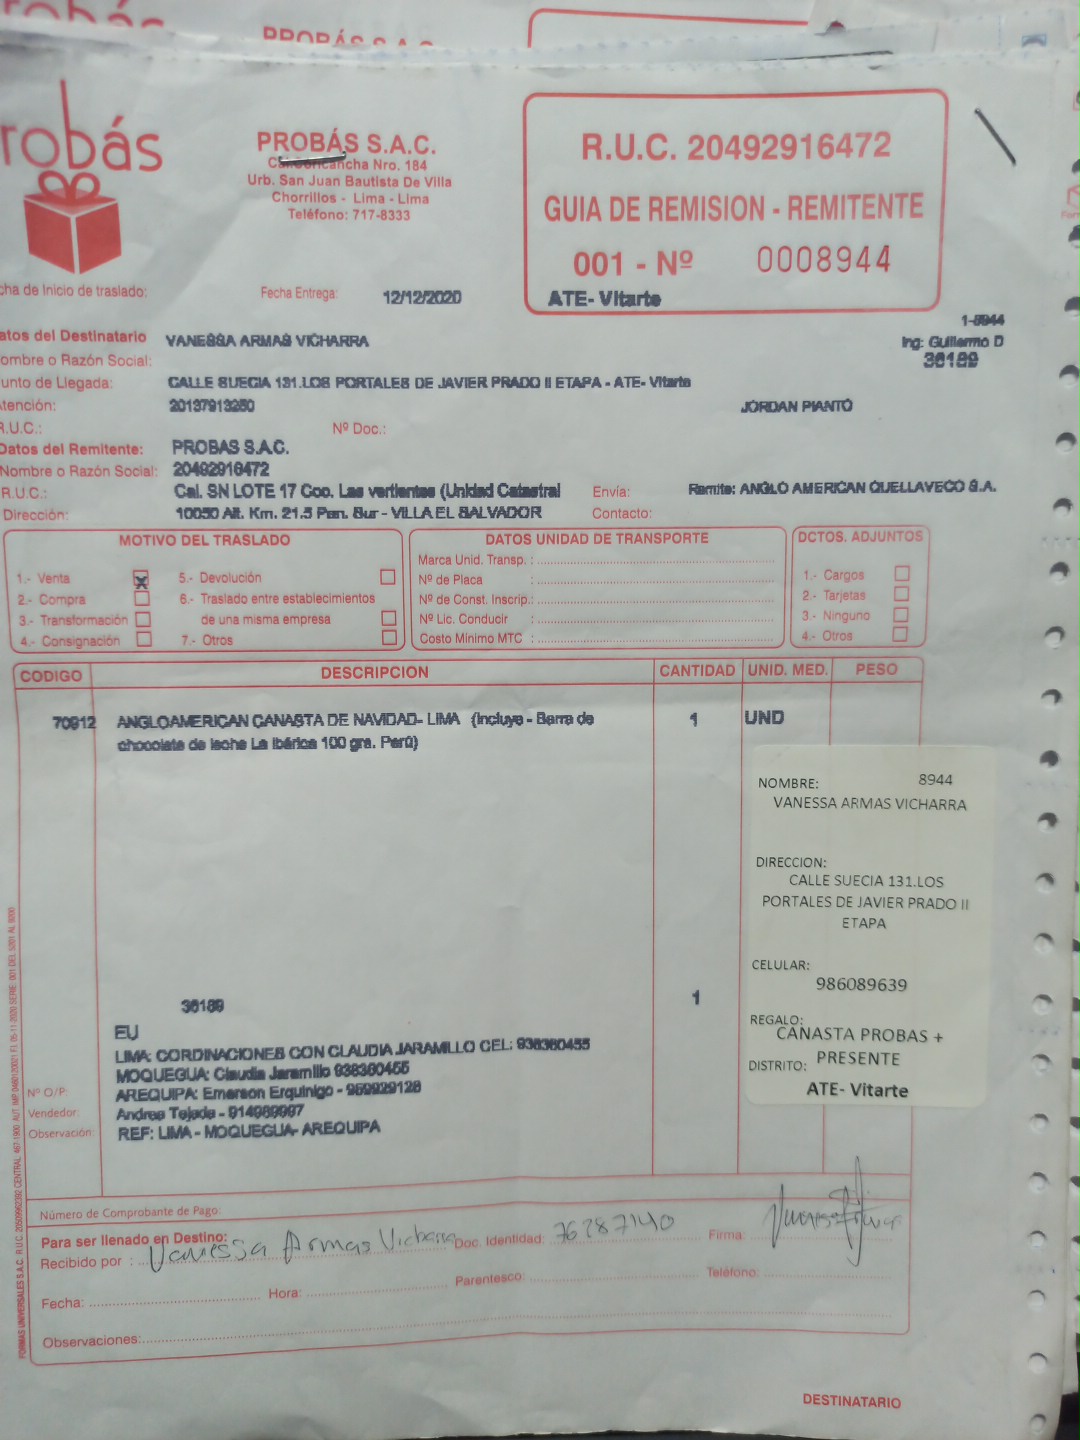 PROBÁS S.A.C.
probás
PROBÁS S.A.C.
Nro. 184
Urb. San Juan Bautista De Villa
Chorrillos - Lima - Lima
Teléfono: 717-8333
R.U.C. 20492916472
GUIA DE REMISION - REMITENTE
001 - Nº 0008944
ATE- Vitarte
cha de Inicio de traslado:
Fecha Entrega: 12/12/2020
1-8944
Ing: Guillermo D
36189
atos del Destinatario VANESSA ARMAS VICHARRA
ombre o Razón Social:
unto de Llegada: CALLE SUECIA 131.LOS PORTALES DE JAVIER PRADO II ETAPA - ATE- Vitarte
tención: 20137913250 JORDAN PIANTO
R.U.C.: Nº Doc.:
Datos del Remitente: PROBAS S.A.C.
Nombre o Razón Social: 20492916472
R.U.C.: Cal. SN LOTE 17 Coo. Las vertientes (Unidad Catastral Envía: Remite: ANGLO AMERICAN QUELLAVECO S.A.
Dirección: 10050 Alt. Km. 21.5 Pan. Sur - VILLA EL SALVADOR Contacto:
MOTIVO DEL TRASLADO
1.- Venta X 5.- Devolución
2.- Compra 6.- Traslado entre establecimientos
3.- Transformación de una misma empresa
4.- Consignación 7.- Otros
DATOS UNIDAD DE TRANSPORTE
Marca Unid. Transp. :
Nº de Placa :
Nº de Const. Inscrip.:
Nº Lic. Conducir :
Costo Mínimo MTC :
DCTOS. ADJUNTOS
1.- Cargos
2.- Tarjetas
3.- Ninguno
4.- Otros
CODIGO DESCRIPCION CANTIDAD UNID. MED. PESO
70912 ANGLOAMERICAN CANASTA DE NAVIDAD- LIMA (Incluye - Barra de 1 UND
chocolate de leche La Ibérica 100 grs. Perú)
NOMBRE: 8944
VANESSA ARMAS VICHARRA
DIRECCION:
CALLE SUECIA 131.LOS
PORTALES DE JAVIER PRADO II
ETAPA
CELULAR:
986089639
REGALO:
CANASTA PROBAS +
PRESENTE
DISTRITO:
ATE- Vitarte
36189 1
EU
LIMA: CORDINACIONES CON CLAUDIA JARAMILLO CEL: 938380455
MOQUEGUA: Claudia Jaramillo 938380455
Nº O/P: AREQUIPA: Emerson Erquinigo - 959929128
Vendedor: Andrea Tejada - 914989997
Observación: REF: LIMA - MOQUEGUA- AREQUIPA
Número de Comprobante de Pago:
Para ser llenado en Destino:
Recibido por : Vanessa Armas Vicharra Doc. Identidad: 76287140 Firma:
Fecha: Hora: Parentesco: Teléfono:
Observaciones:
DESTINATARIO